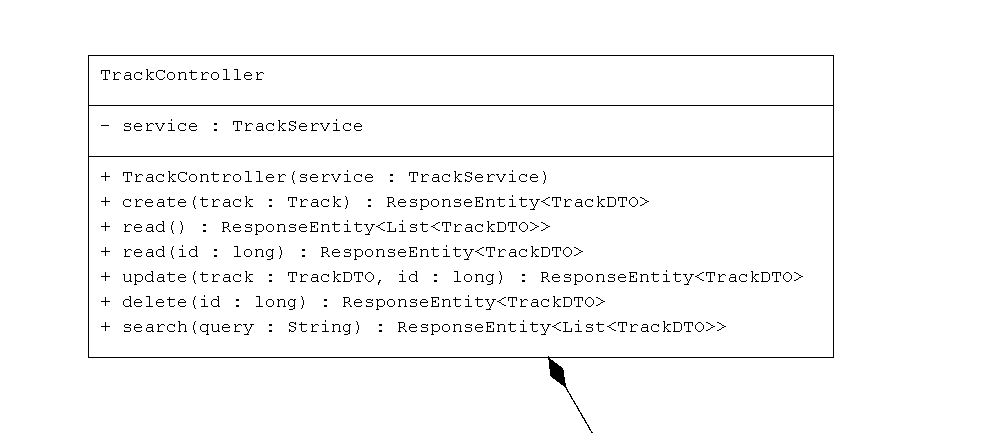 TrackController
- service : TrackService
+ TrackController(service : TrackService)
+ create(track : Track) : ResponseEntity<TrackDTO>
+ read() : ResponseEntity<List<TrackDTO>>
+ read(id : long) : ResponseEntity<TrackDTO>
+ update(track : TrackDTO, id : long) : ResponseEntity<TrackDTO>
+ delete(id : long) : ResponseEntity<TrackDTO>
+ search(query : String) : ResponseEntity<List<TrackDTO>>